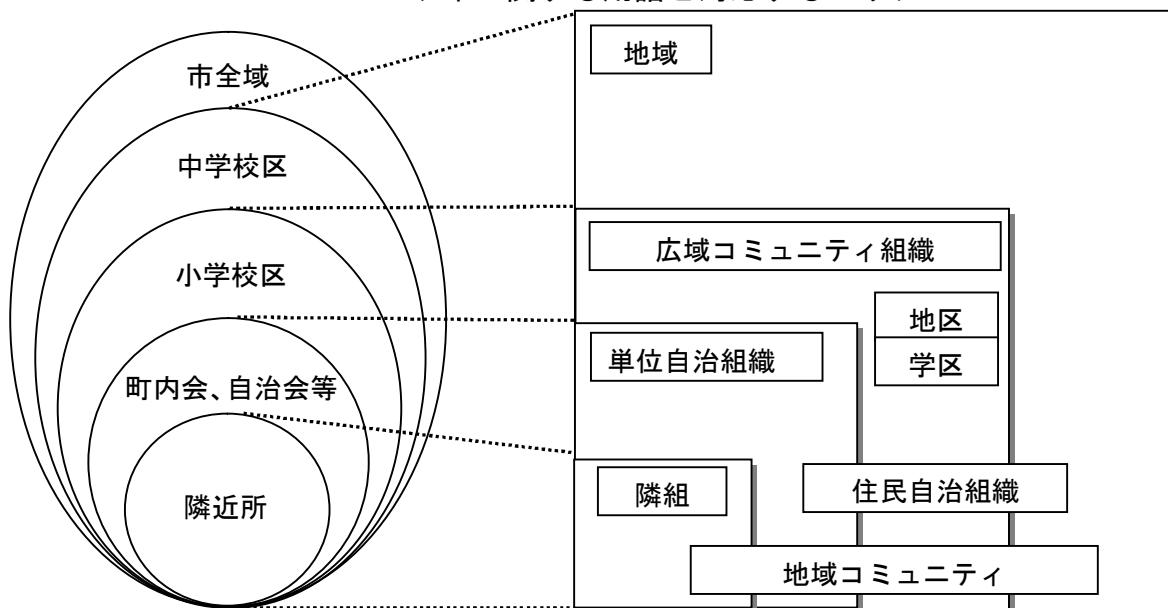 市全域
中学校区
小学校区
町内会、自治会等
隣近所
地域
広域コミュニティ組織
地区
学区
単位自治組織
隣組
住民自治組織
地域コミュニティ